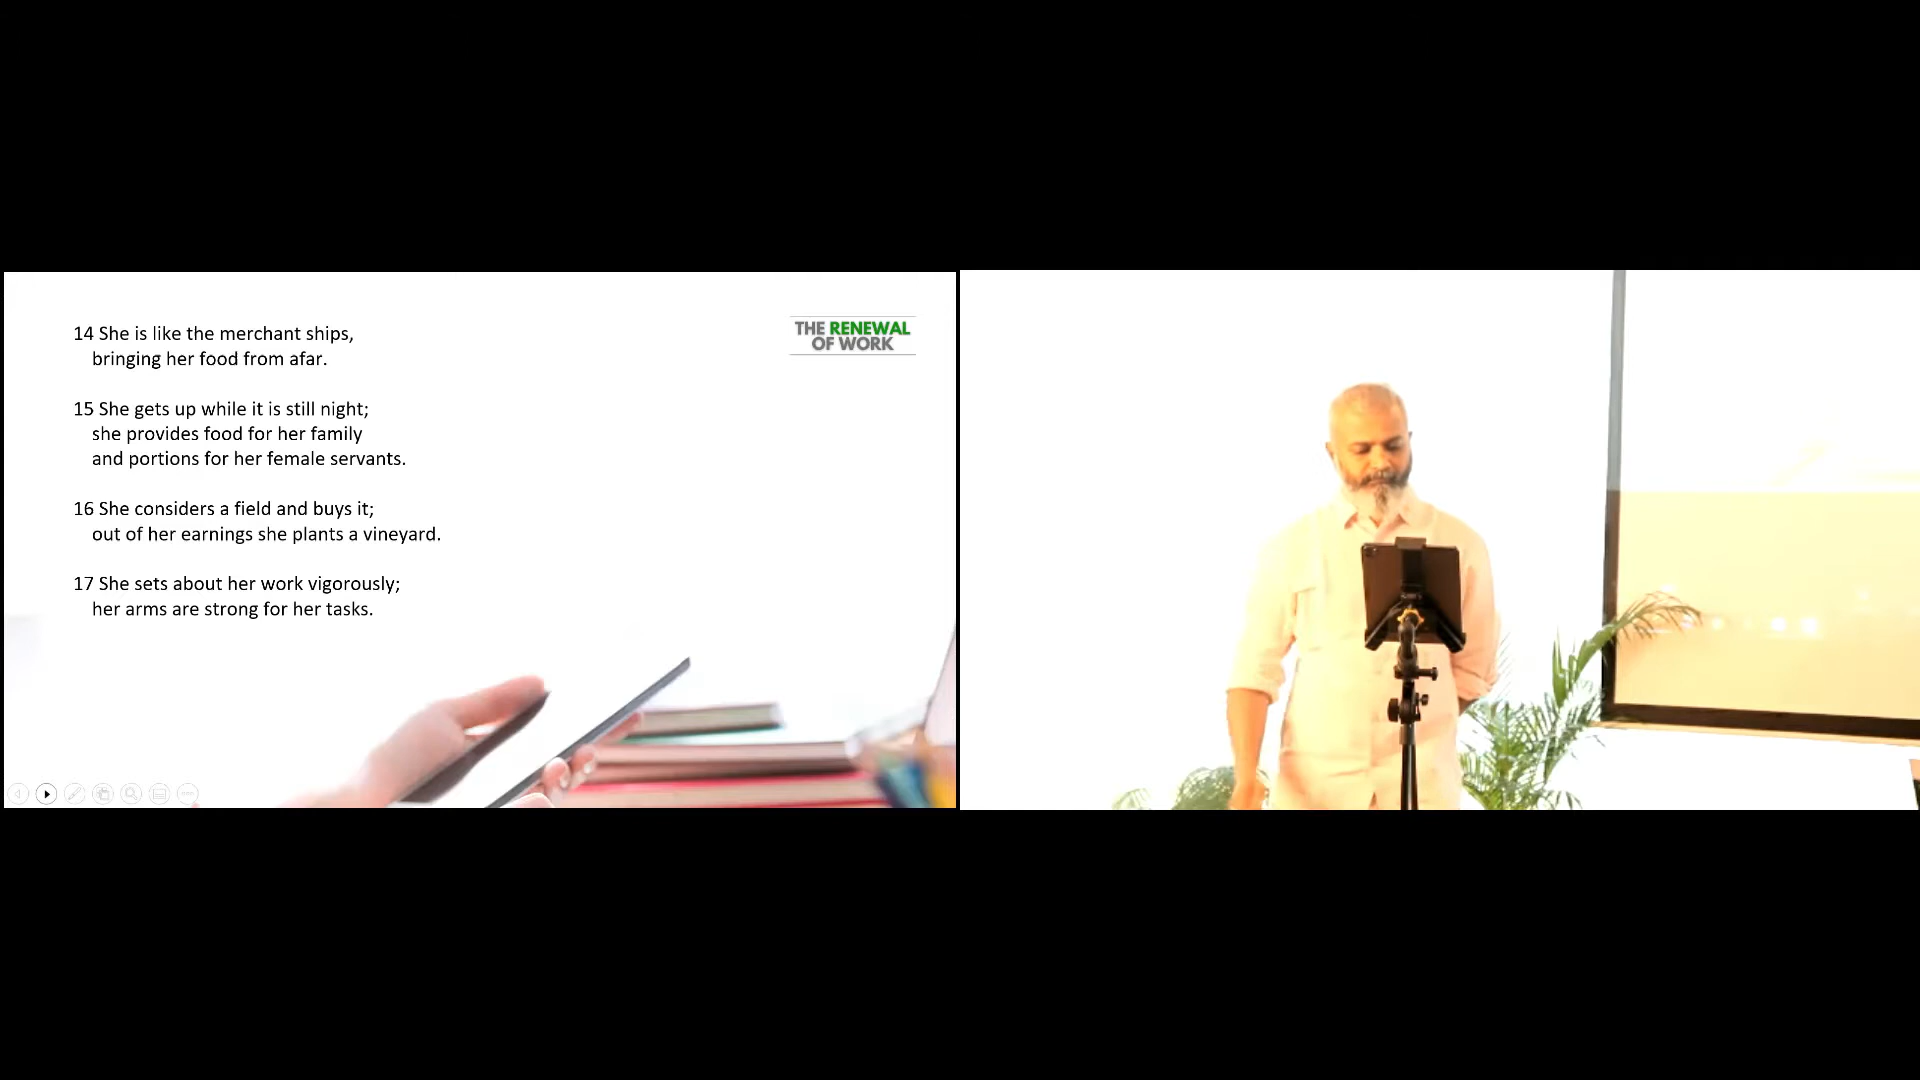 14 She is like the merchant ships,
bringing her food from afar.
15 She gets up while it is still night;
she provides food for her family
and portions for her female servants.
16 She considers a field and buys it;
out of her earnings she plants a vineyard.
17 She sets about her work vigorously;
her arms are strong for her tasks.
THE RENEWAL
OF WORK